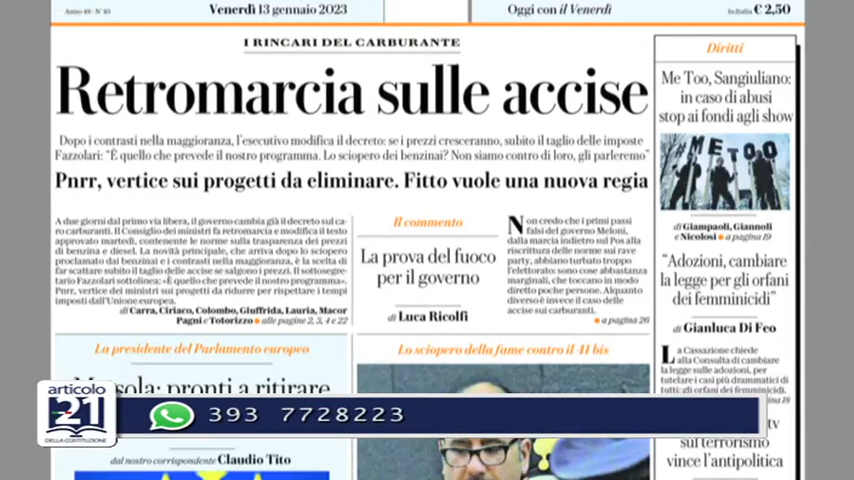 Anno 48 - N° 10
Venerdì 13 gennaio 2023
Oggi con il Venerdì
In Italia € 2,50
I RINCARI DEL CARBURANTE
Retromarcia sulle accise
Dopo i contrasti nella maggioranza, l'esecutivo modifica il decreto: se i prezzi cresceranno, subito il taglio delle imposte
Fazzolari: "È quello che prevede il nostro programma. Lo sciopero dei benzinai? Non siamo contro di loro, gli parleremo"
Pnrr, vertice sui progetti da eliminare. Fitto vuole una nuova regia
A due giorni dal primo via libera, il governo cambia già il decreto sul ca-
ro carburanti. Il Consiglio dei ministri fa retromarcia e modifica il testo
approvato martedì, contenente le norme sulla trasparenza dei prezzi
di benzina e diesel. La novità principale, che arriva dopo lo sciopero
proclamato dai benzinai e i contrasti nella maggioranza, è la scelta di
far scattare subito il taglio delle accise se salgono i prezzi. Il sottosegre-
tario Fazzolari sottolinea: «È quello che prevede il nostro programma».
Pnrr, vertice dei ministri sui progetti da ridurre per rispettare i tempi
imposti dall'Unione europea.
di Carra, Ciriaco, Colombo, Giuffrida, Lauria, Macor
Pagni e Totorizzo alle pagine 2, 3, 4 e 22
Il commento
La prova del fuoco
per il governo
di Luca Ricolfi
Non credo che i primi passi
falsi del governo Meloni,
dalla marcia indietro sul Pos alla
riscrittura delle norme sui rave
party, abbiano turbato troppo
l'elettorato: sono cose abbastanza
marginali, che toccano in modo
diretto poche persone. Alquanto
diverso è invece il caso delle
accise sui carburanti.
a pagina 26
Diritti
Me Too, Sangiuliano:
in caso di abusi
stop ai fondi agli show
#METOO
di Giampaoli, Giannoli
e Nicolosi a pagina 19
"Adozioni, cambiare
la legge per gli orfani
dei femminicidi"
di Gianluca Di Feo
La Cassazione chiede
alla Consulta di cambiare
la legge sulle adozioni, per
tutelare i casi più drammatici di
tutti: gli orfani dei femminicidi.
pagina 18
tv
sul terrorismo
vince l'antipolitica
La presidente del Parlamento europeo
sola: pronti a ritirare
dal nostro corrispondente Claudio Tito
Lo sciopero della fame contro il 41 bis
articolo
21
DELLA COSTITUZIONE
393 7728223